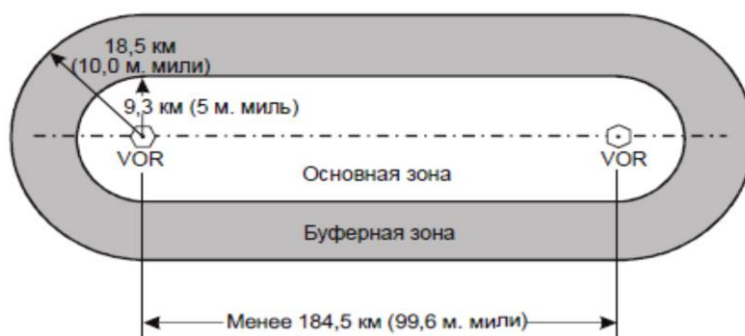 18,5 км
(10,0 м. мили)
9,3 км (5 м. миль)
VOR
VOR
Основная зона
Буферная зона
Менее 184,5 км (99,6 м. мили)